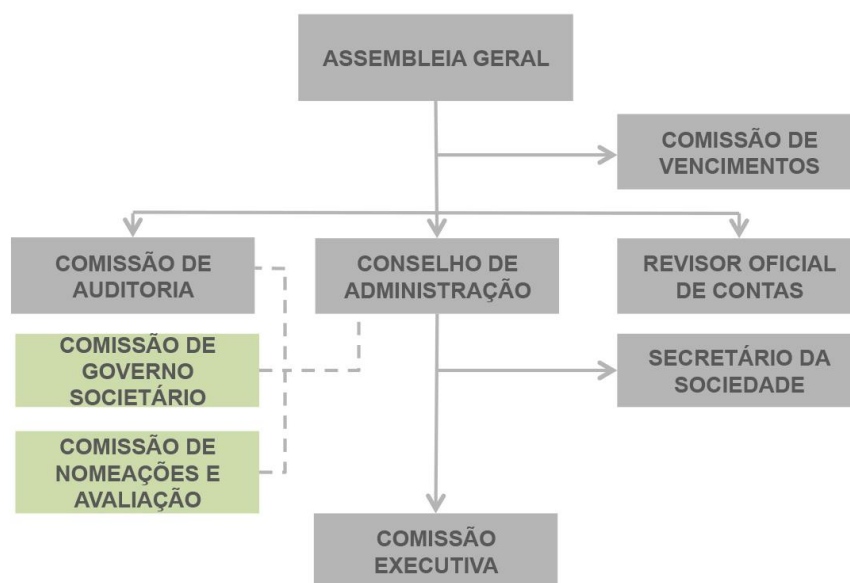 ASSEMBLEIA GERAL
COMISSÃO DE
VENCIMENTOS
COMISSÃO DE
AUDITORIA
CONSELHO DE
ADMINISTRAÇÃO
REVISOR OFICIAL
DE CONTAS
COMISSÃO DE
GOVERNO
SOCIETÁRIO
SECRETÁRIO DA
SOCIEDADE
COMISSÃO DE
NOMEAÇÕES E
AVALIAÇÃO
COMISSÃO
EXECUTIVA